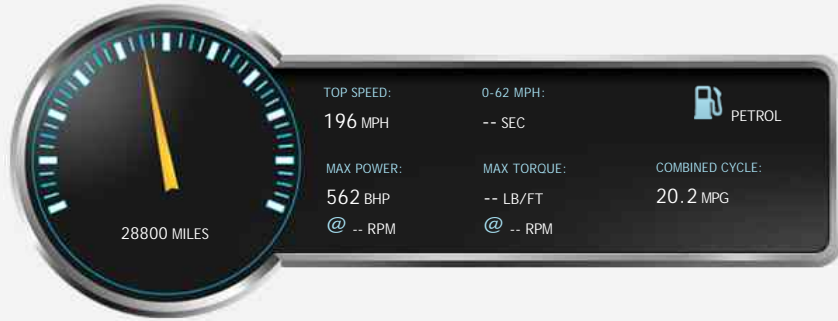 28800 MILES
TOP SPEED:
196 MPH
0-62 MPH:
-- SEC
PETROL
MAX POWER:
562 BHP
@ -- RPM
MAX TORQUE:
-- LB/FT
@ -- RPM
COMBINED CYCLE:
20.2 MPG